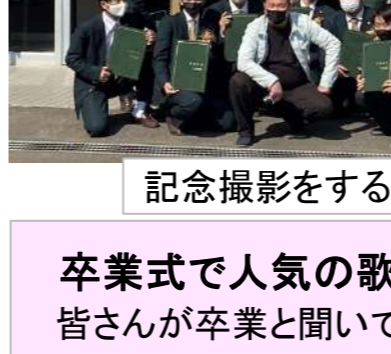 記念撮影をする
卒業式で人気の歌
皆さんが卒業と聞いて